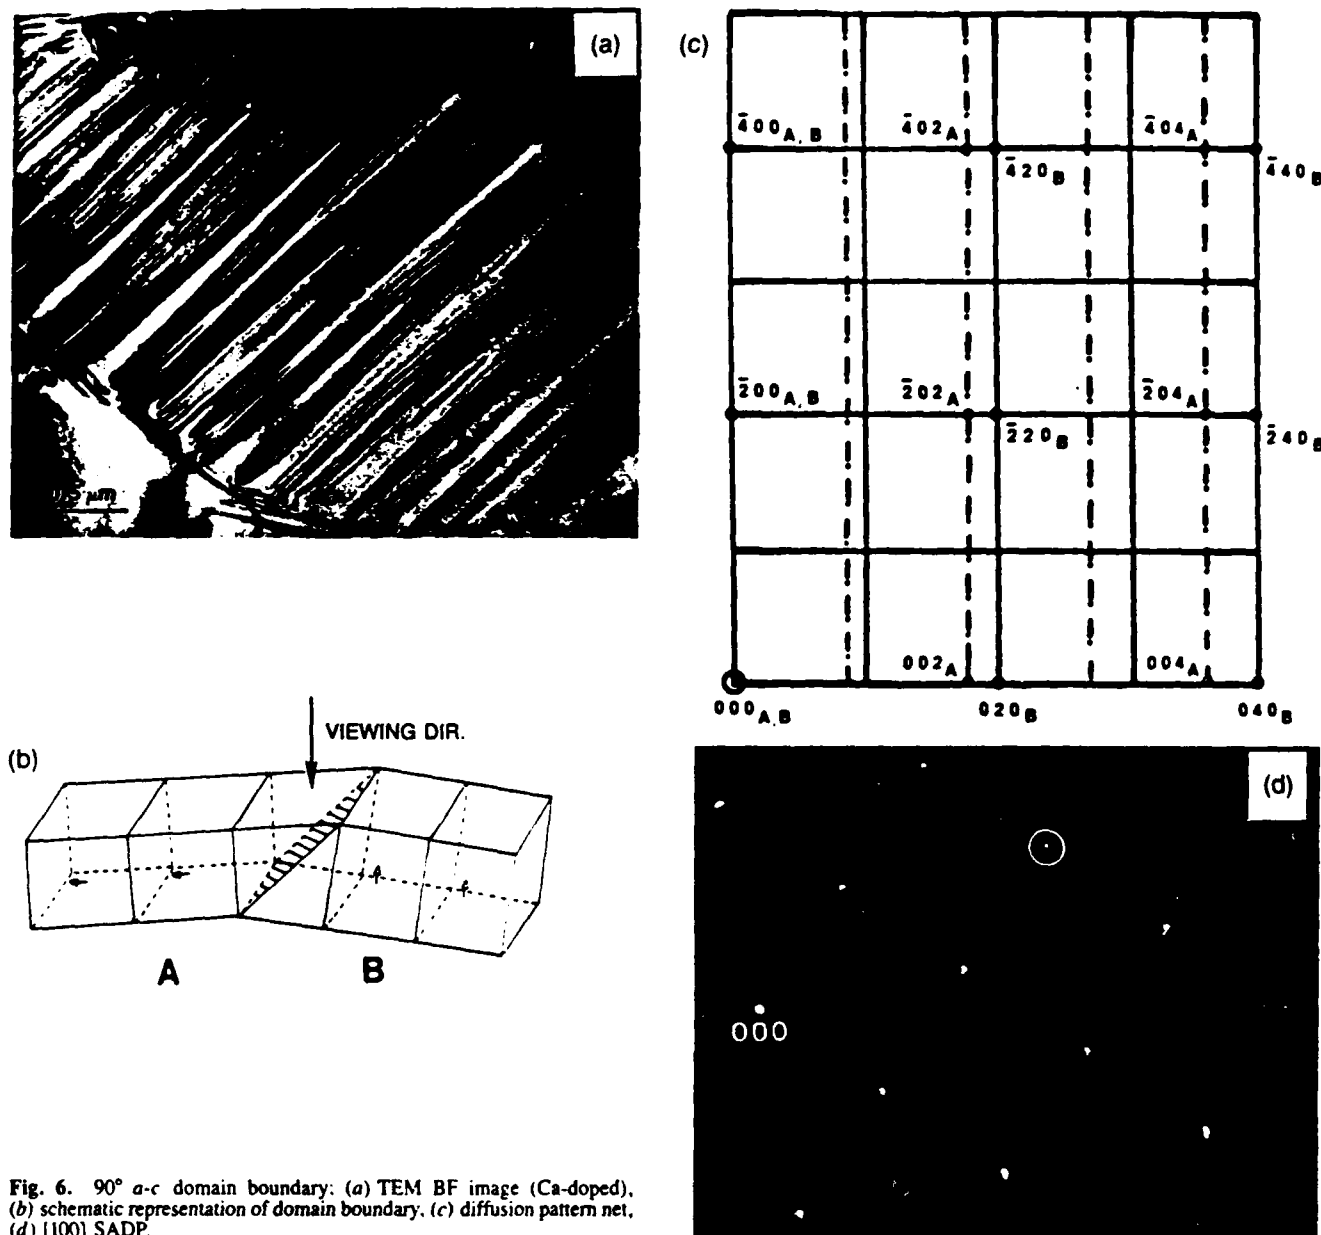 (a)
0.5 µm
(b)
VIEWING DIR.
A
B
(c)
4̄00A,B
4̄02A
4̄04A
4̄20B
4̄40B
2̄00A,B
2̄02A
2̄04A
2̄20B
2̄40B
002A
004A
000A,B
020B
040B
(d)
000
Fig. 6. 90° a-c domain boundary: (a) TEM BF image (Ca-doped),
(b) schematic representation of domain boundary, (c) diffusion pattern net,
(d) [100] SADP.